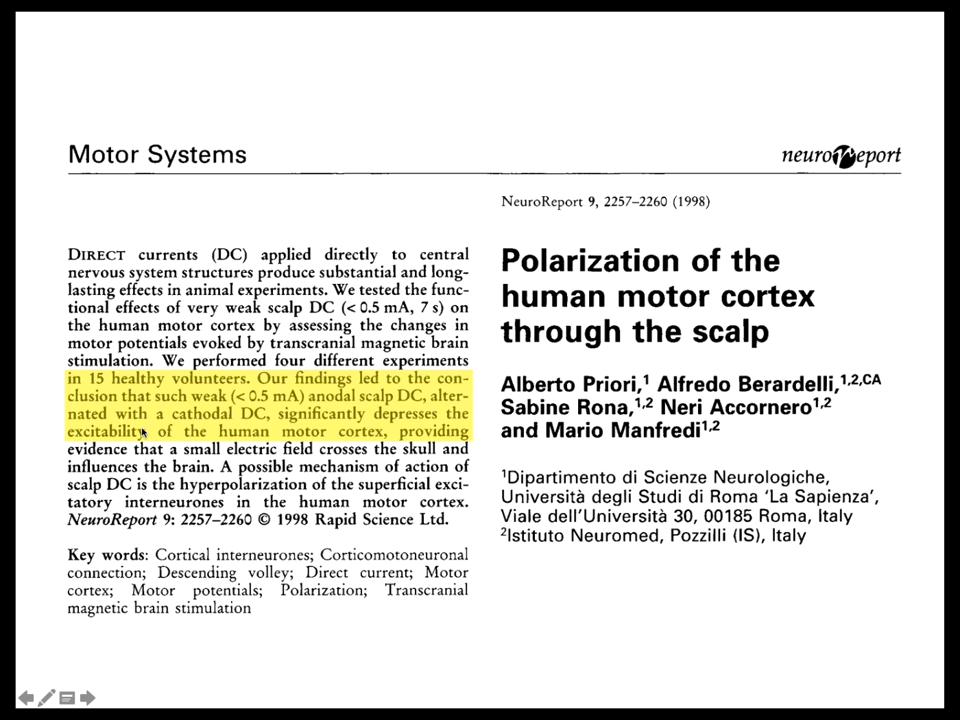 Motor Systems
neuroreport
NeuroReport 9, 2257–2260 (1998)
DIRECT currents (DC) applied directly to central
nervous system structures produce substantial and long-
lasting effects in animal experiments. We tested the func-
tional effects of very weak scalp DC (< 0.5 mA, 7 s) on
the human motor cortex by assessing the changes in
motor potentials evoked by transcranial magnetic brain
stimulation. We performed four different experiments
in 15 healthy volunteers. Our findings led to the con-
clusion that such weak (< 0.5 mA) anodal scalp DC, alter-
nated with a cathodal DC, significantly depresses the
excitability of the human motor cortex, providing
evidence that a small electric field crosses the skull and
influences the brain. A possible mechanism of action of
scalp DC is the hyperpolarization of the superficial exci-
tatory interneurones in the human motor cortex.
NeuroReport 9: 2257–2260 © 1998 Rapid Science Ltd.
Key words: Cortical interneurones; Corticomotoneuronal
connection; Descending volley; Direct current; Motor
cortex; Motor potentials; Polarization; Transcranial
magnetic brain stimulation
Polarization of the
human motor cortex
through the scalp
Alberto Priori,¹ Alfredo Berardelli,¹,²,CA
Sabine Rona,¹,² Neri Accornero¹,²
and Mario Manfredi¹,²
¹Dipartimento di Scienze Neurologiche,
Università degli Studi di Roma 'La Sapienza',
Viale dell'Università 30, 00185 Roma, Italy
²Istituto Neuromed, Pozzilli (IS), Italy